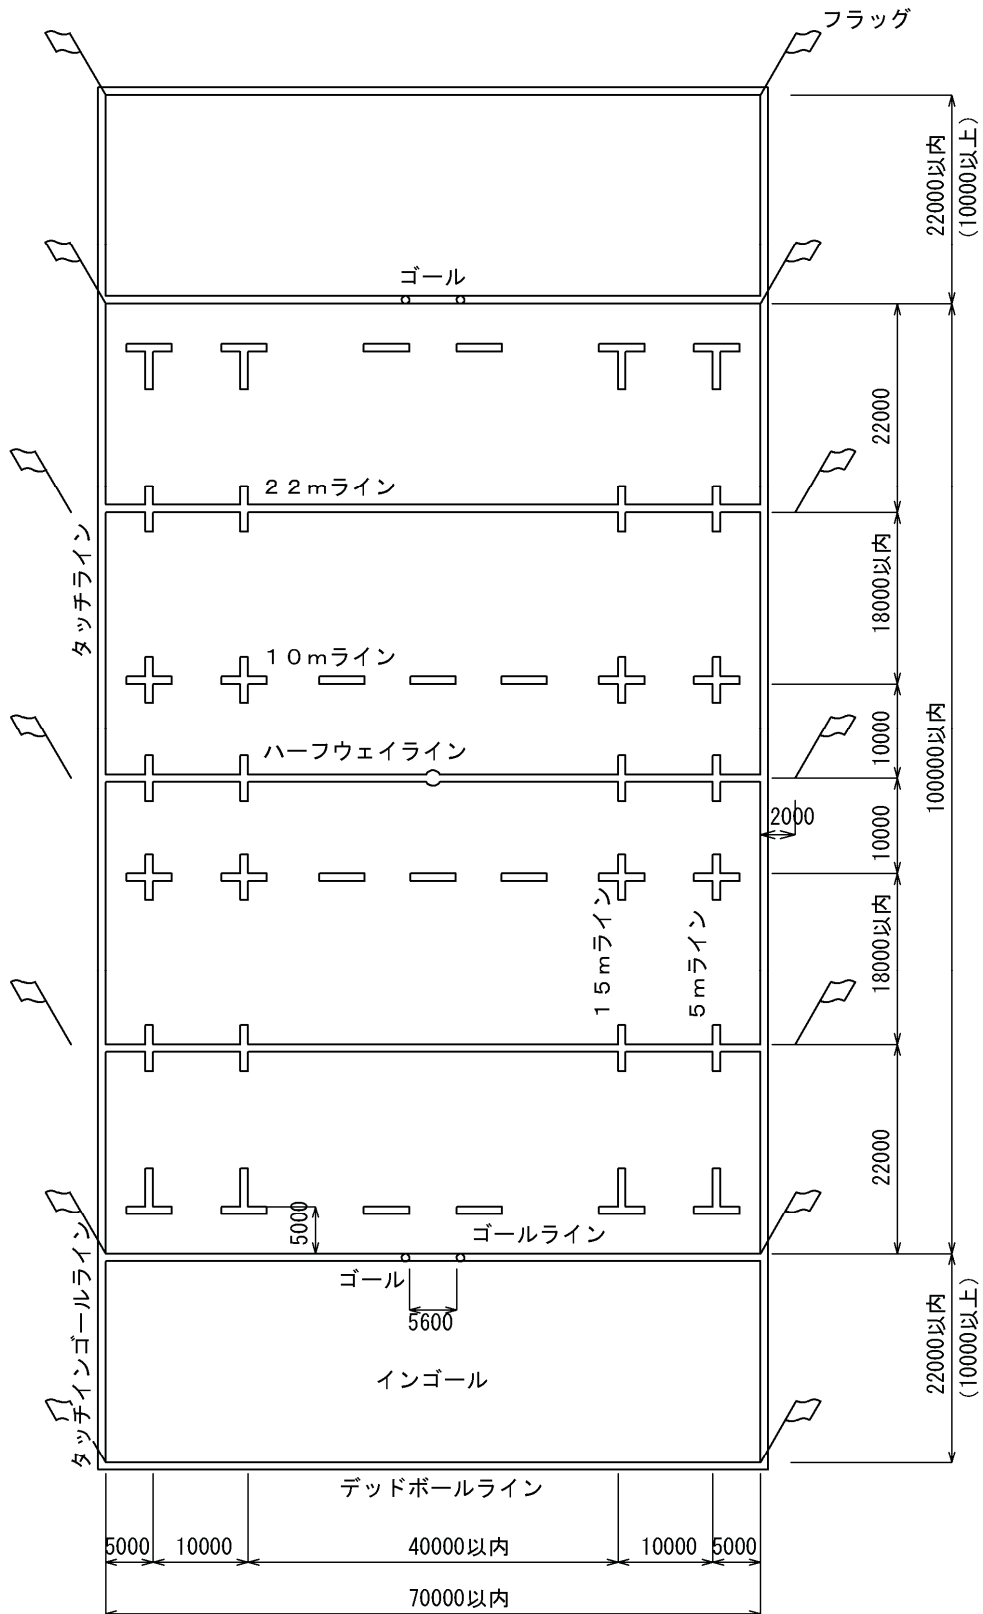 フラッグ
22000以内
(10000以上)
ゴール
22000
22mライン
タッチライン
18000以内
10mライン
10000
ハーフウェイライン
100000以内
2000
10000
15mライン
5mライン
18000以内
22000
5000
ゴールライン
タッチインゴールライン
ゴール
5600
22000以内
(10000以上)
インゴール
デッドボールライン
5000
10000
40000以内
10000
5000
70000以内